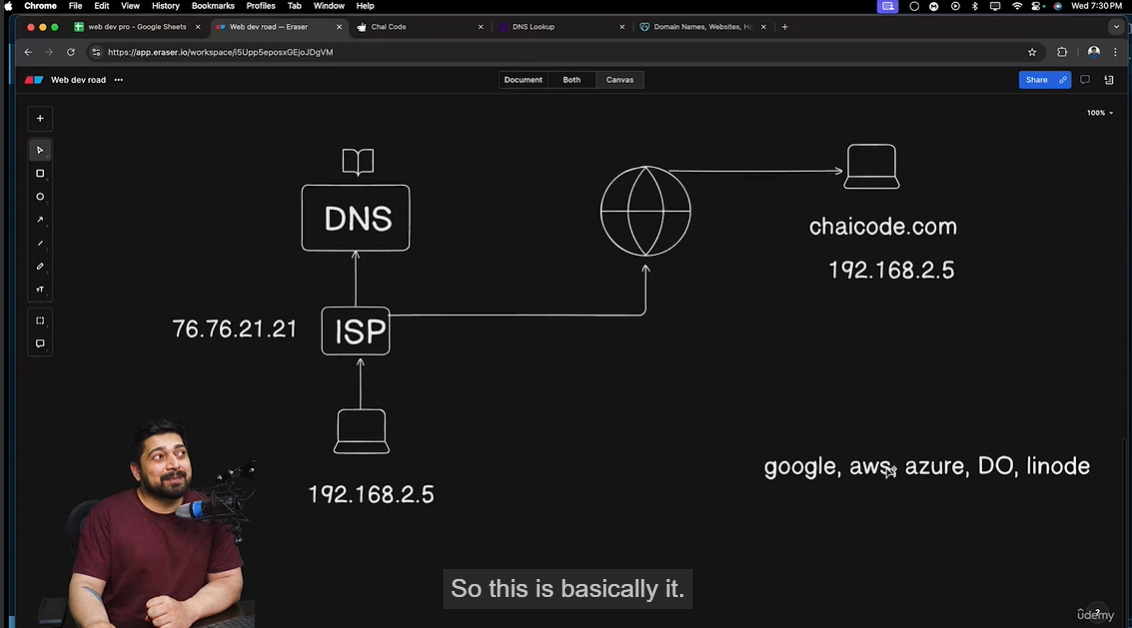 Chrome File Edit View History Bookmarks Profiles Tab Window Help
Wed 7:30 PM
web dev pro – Google Sheets
Web dev road — Eraser
Chai Code
DNS Lookup
Domain Names, Websites, Ho
https://app.eraser.io/workspace/i5Upp5eposxGEjoJDgVM
Web dev road
Document Both Canvas
Share
100%
DNS
chaicode.com
192.168.2.5
76.76.21.21
ISP
google, aws, azure, DO, linode
192.168.2.5
So this is basically it.
?
ûdemy